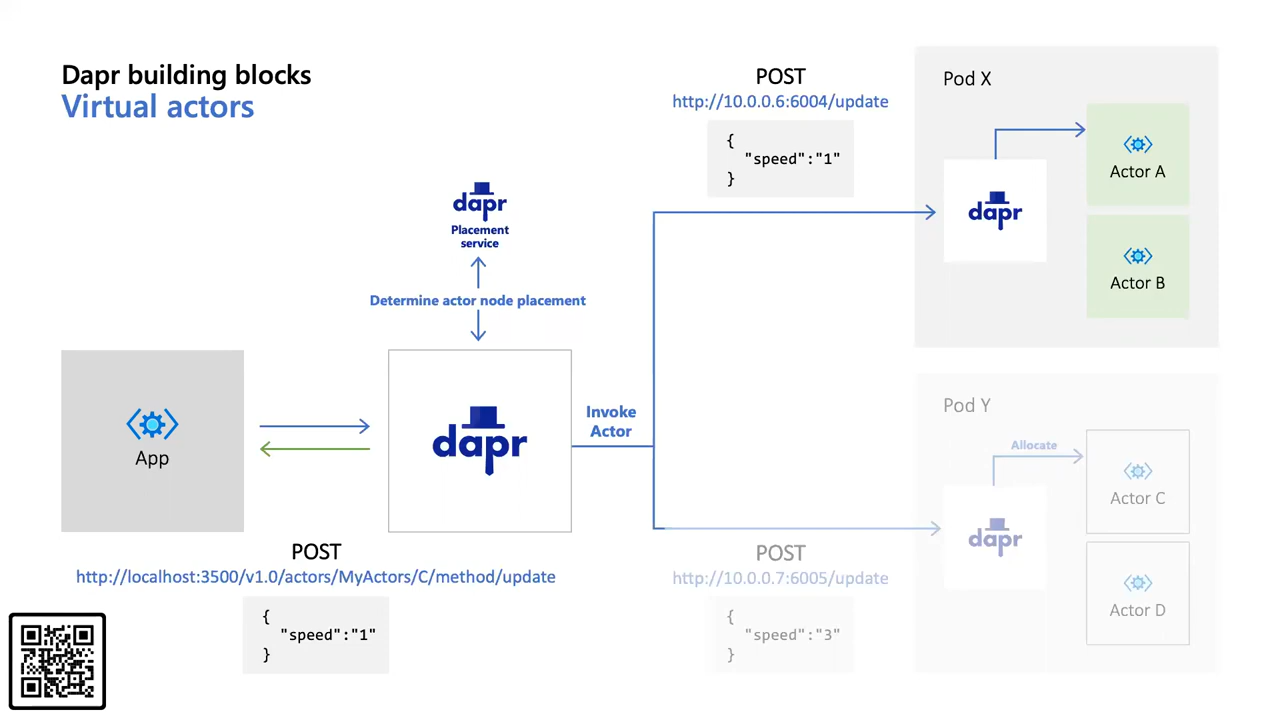 Dapr building blocks
Virtual actors
POST
http://10.0.0.6:6004/update
{
"speed":"1"
}
Pod X
dapr
Actor A
Actor B
dapr
Placement
service
Determine actor node placement
App
dapr
Invoke
Actor
Pod Y
Allocate
dapr
Actor C
Actor D
POST
http://localhost:3500/v1.0/actors/MyActors/C/method/update
{
"speed":"1"
}
POST
http://10.0.0.7:6005/update
{
"speed":"3"
}